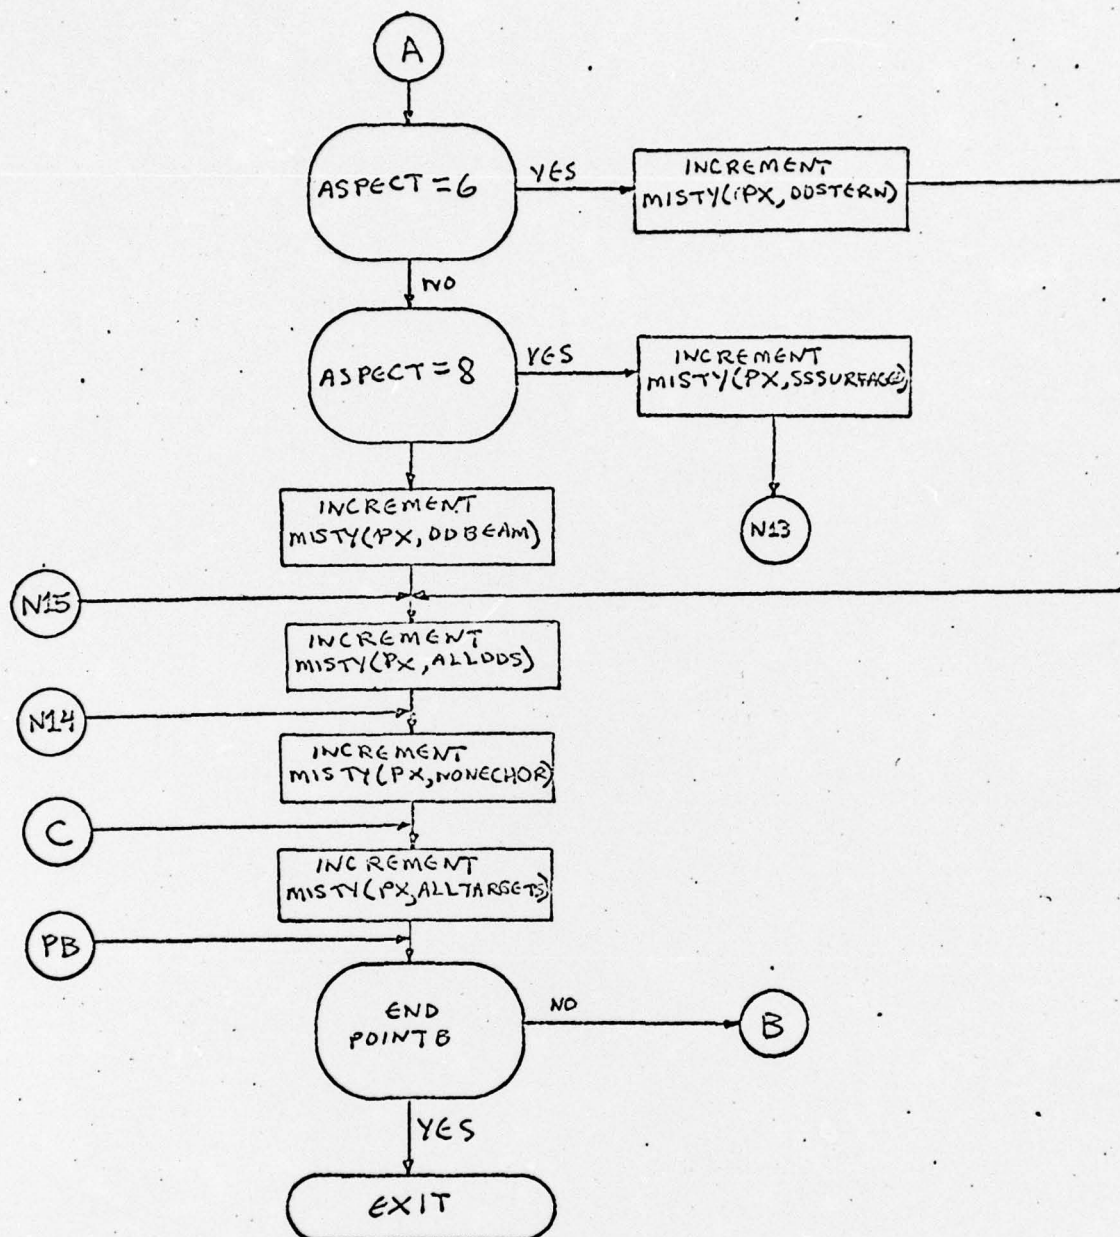 A
ASPECT = 6
YES
INCREMENT
MISTY(IPX, DDSTERN)
NO
ASPECT = 8
YES
INCREMENT
MISTY(PX, SSSURFACE)
INCREMENT
MISTY(PX, DDBEAM)
N13
N15
INCREMENT
MISTY(PX, ALLDDS)
N14
INCREMENT
MISTY(PX, NONECHOR)
C
INCREMENT
MISTY(PX, ALLTARGETS)
PB
END
POINT B
NO
B
YES
EXIT